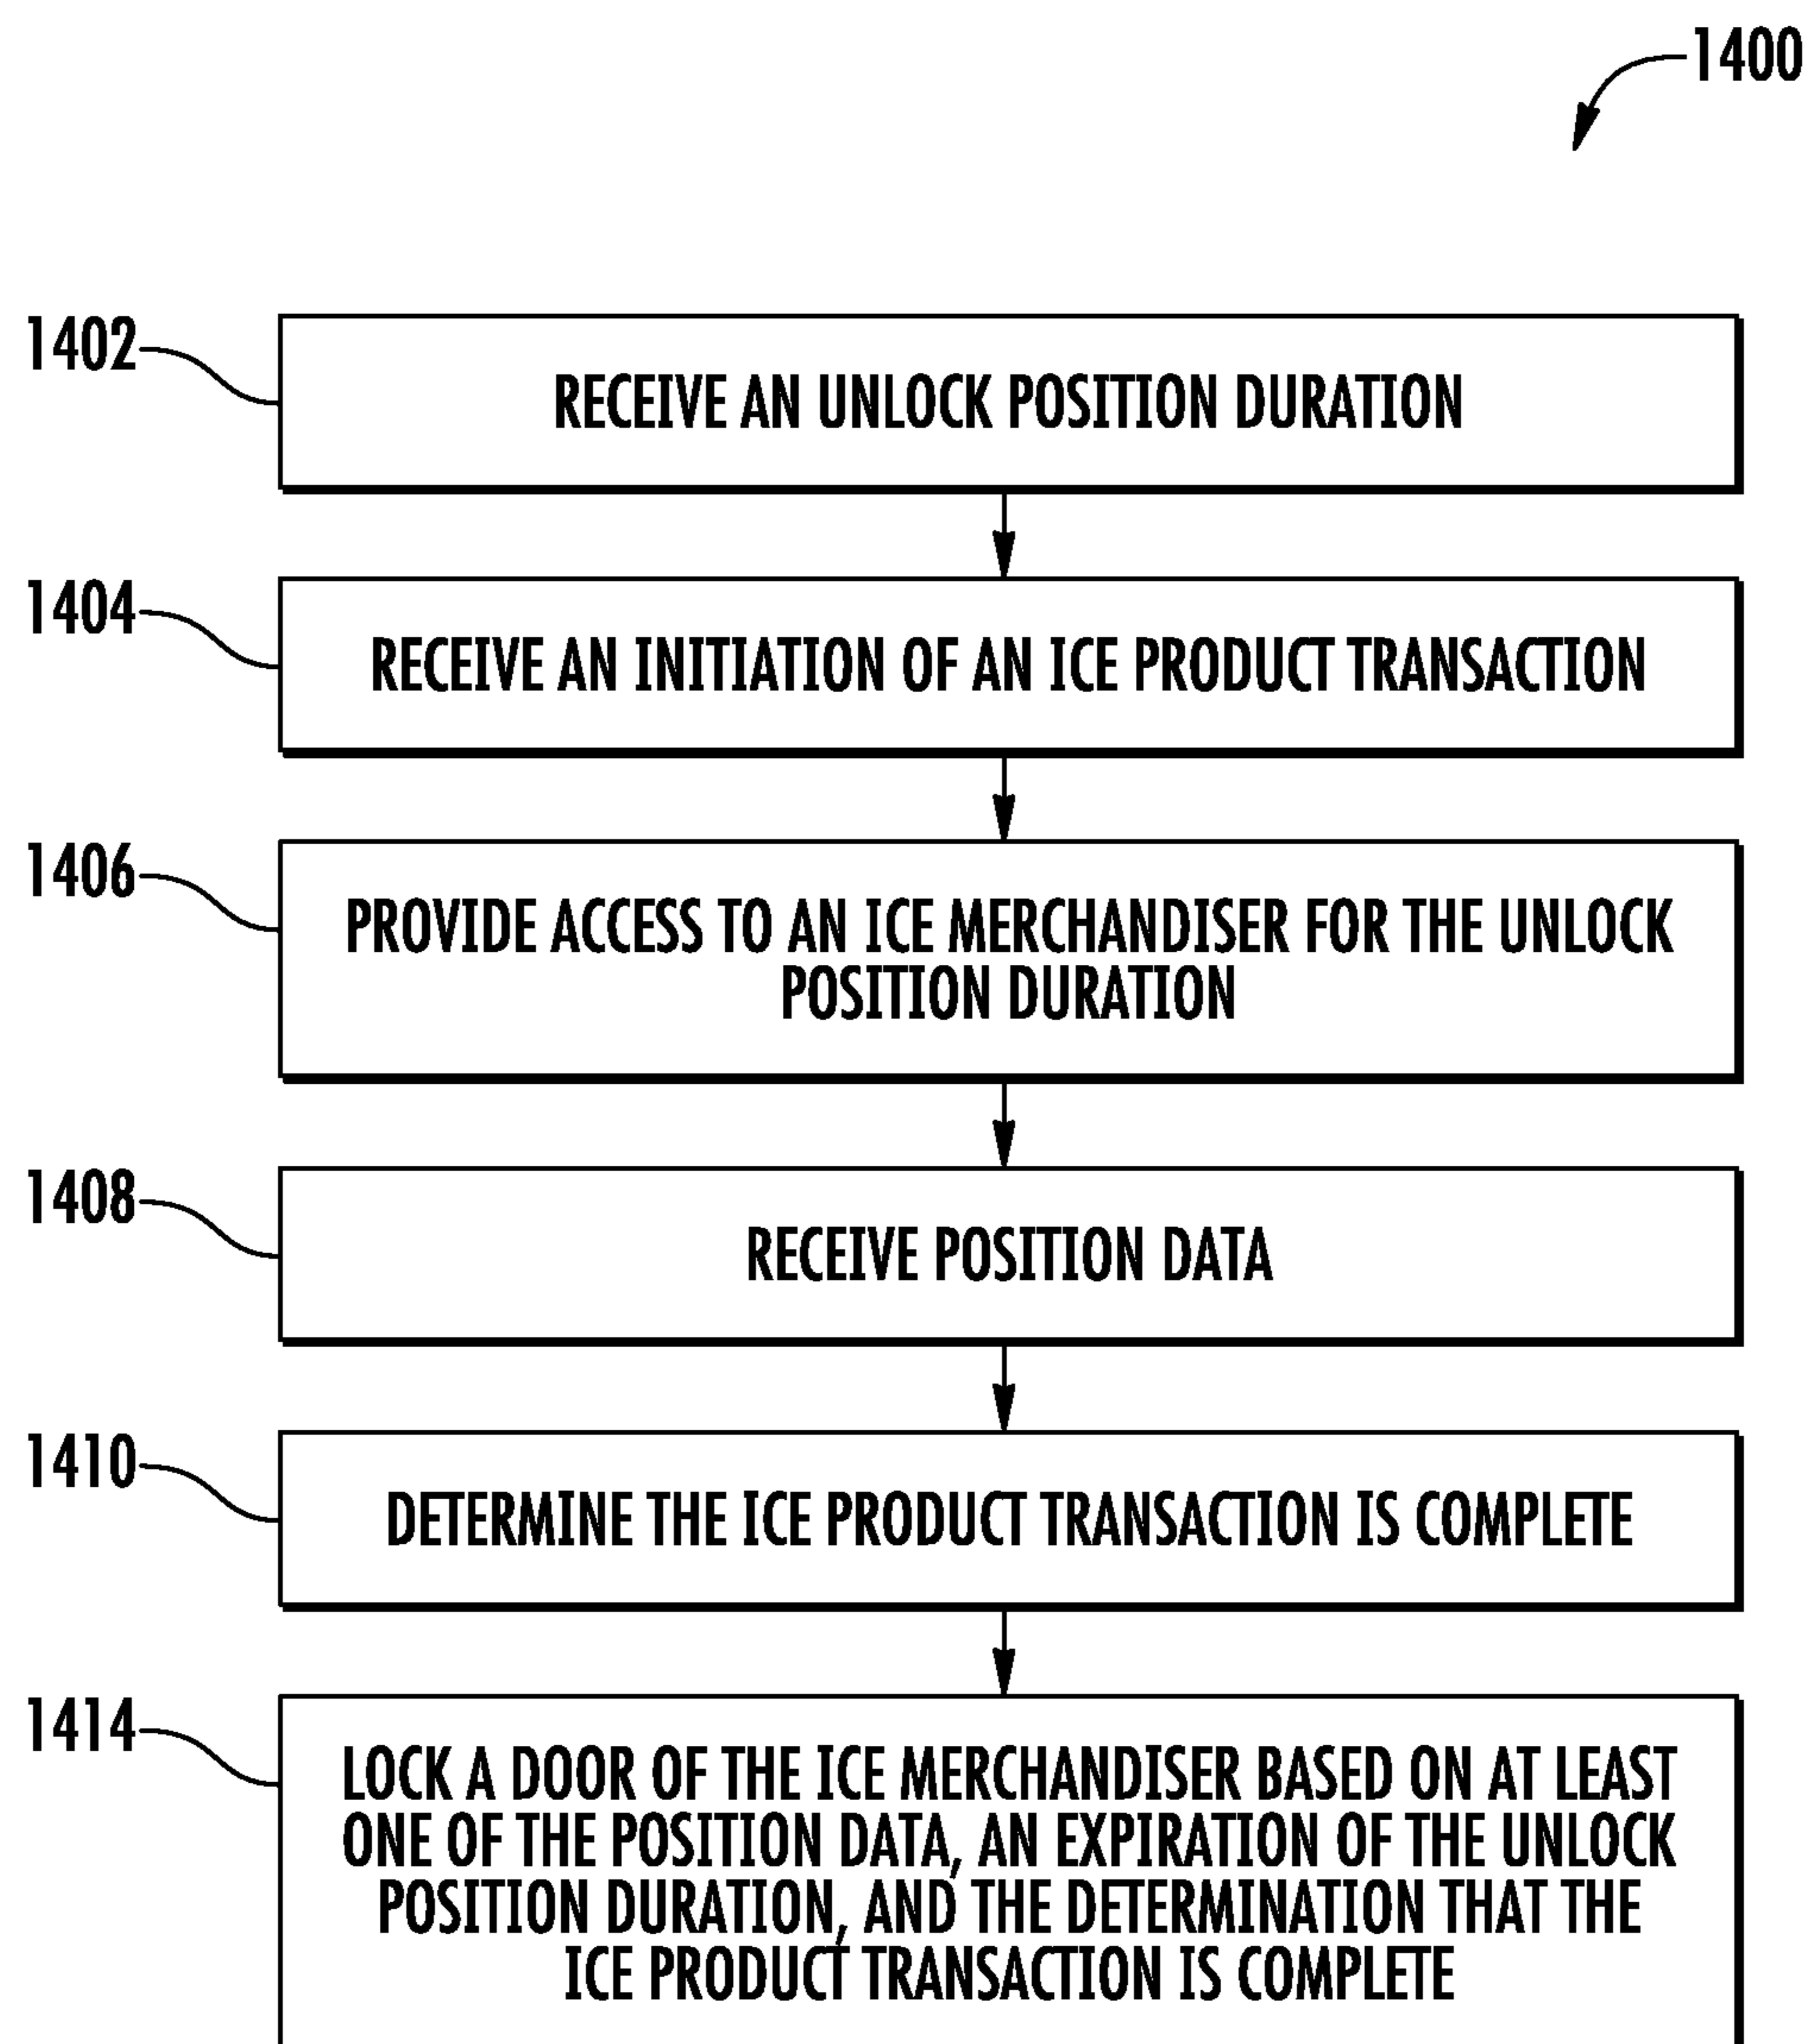 1400
1402
RECEIVE AN UNLOCK POSITION DURATION
1404
RECEIVE AN INITIATION OF AN ICE PRODUCT TRANSACTION
1406
PROVIDE ACCESS TO AN ICE MERCHANDISER FOR THE UNLOCK
POSITION DURATION
1408
RECEIVE POSITION DATA
1410
DETERMINE THE ICE PRODUCT TRANSACTION IS COMPLETE
1414
LOCK A DOOR OF THE ICE MERCHANDISER BASED ON AT LEAST
ONE OF THE POSITION DATA, AN EXPIRATION OF THE UNLOCK
POSITION DURATION, AND THE DETERMINATION THAT THE
ICE PRODUCT TRANSACTION IS COMPLETE